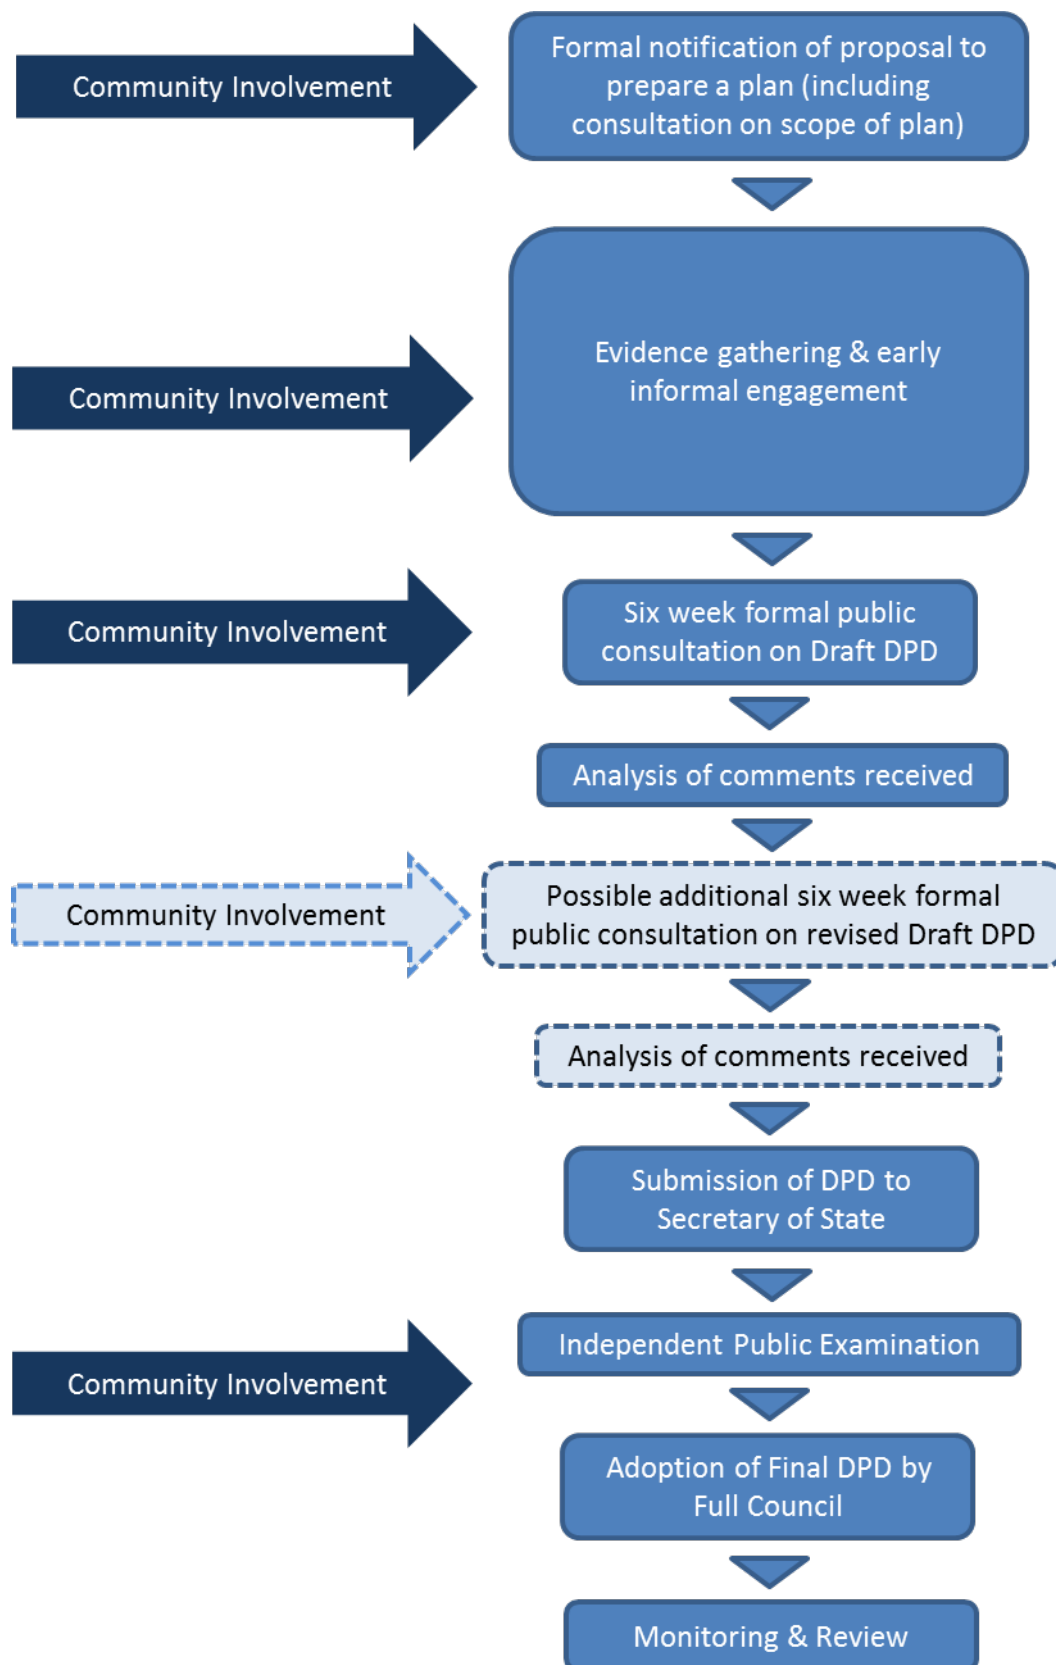 Community Involvement
Formal notification of proposal to
prepare a plan (including
consultation on scope of plan)
Community Involvement
Evidence gathering & early
informal engagement
Community Involvement
Six week formal public
consultation on Draft DPD
Analysis of comments received
Community Involvement
Possible additional six week formal
public consultation on revised Draft DPD
Analysis of comments received
Submission of DPD to
Secretary of State
Community Involvement
Independent Public Examination
Adoption of Final DPD by
Full Council
Monitoring & Review